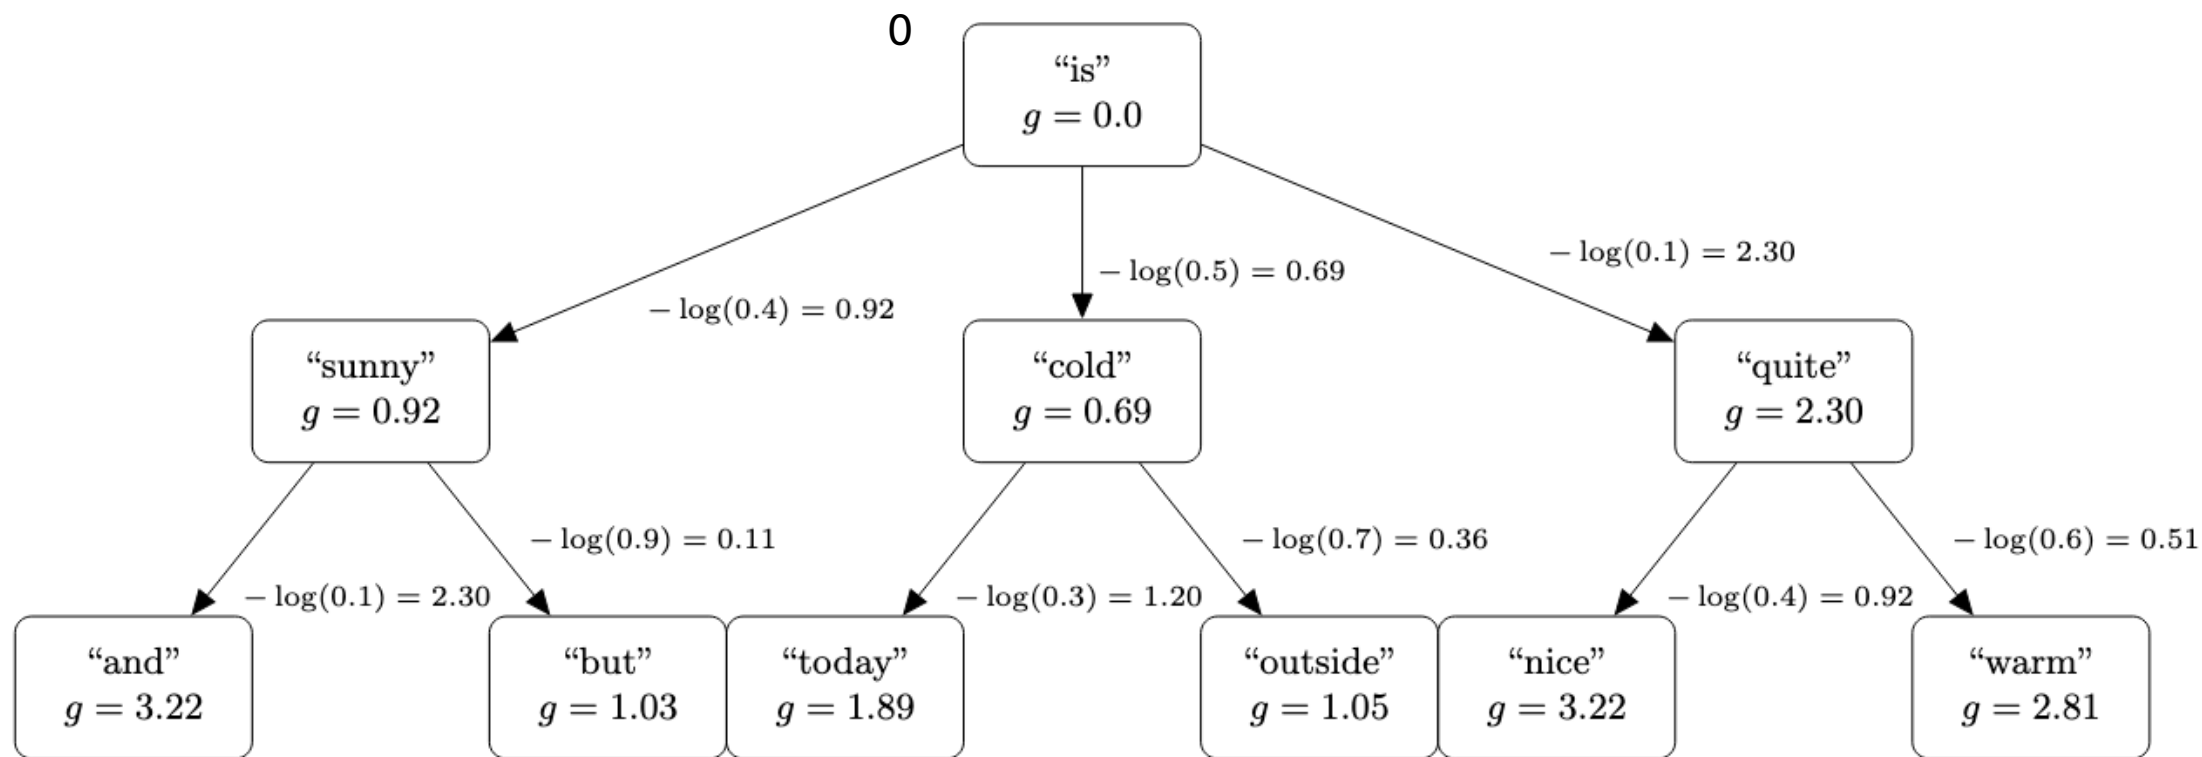 0
“is”
g = 0.0
− log(0.1) = 2.30
− log(0.5) = 0.69
− log(0.4) = 0.92
“sunny”
g = 0.92
“cold”
g = 0.69
“quite”
g = 2.30
− log(0.9) = 0.11
− log(0.7) = 0.36
− log(0.6) = 0.51
− log(0.1) = 2.30
− log(0.3) = 1.20
− log(0.4) = 0.92
“and”
g = 3.22
“but”
g = 1.03
“today”
g = 1.89
“outside”
g = 1.05
“nice”
g = 3.22
“warm”
g = 2.81